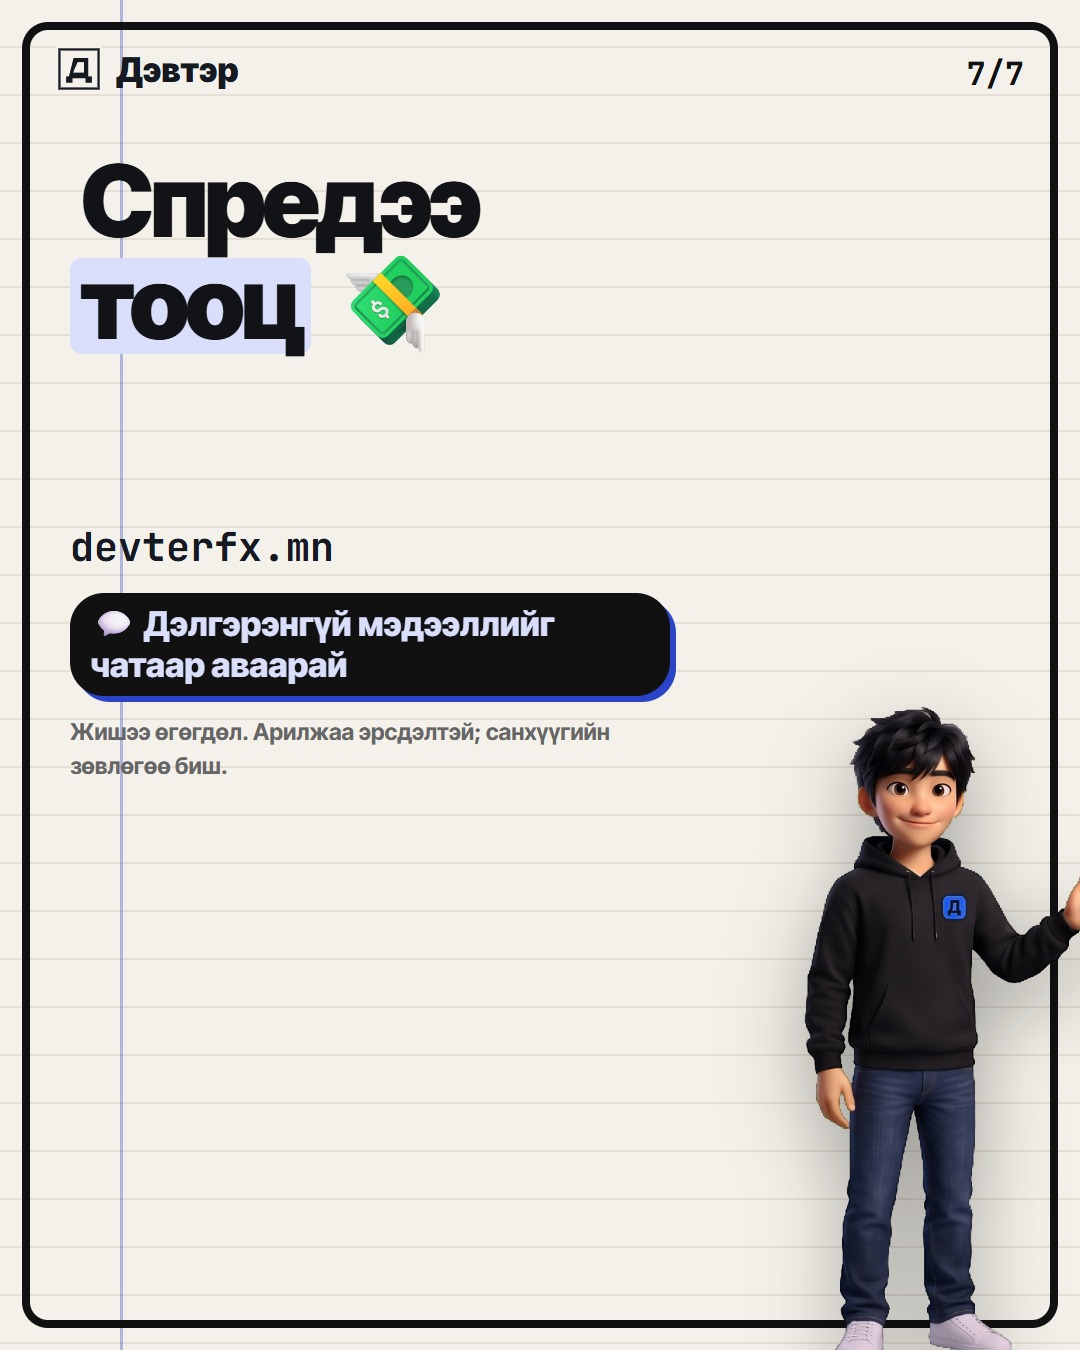 Д Дэвтэр
7/7
Спредээ
тооц
devterfx.mn
Дэлгэрэнгүй мэдээллийг
чатаар аваарай
Жишээ өгөгдөл. Арилжаа эрсдэлтэй; санхүүгийн
зөвлөгөө биш.
Д